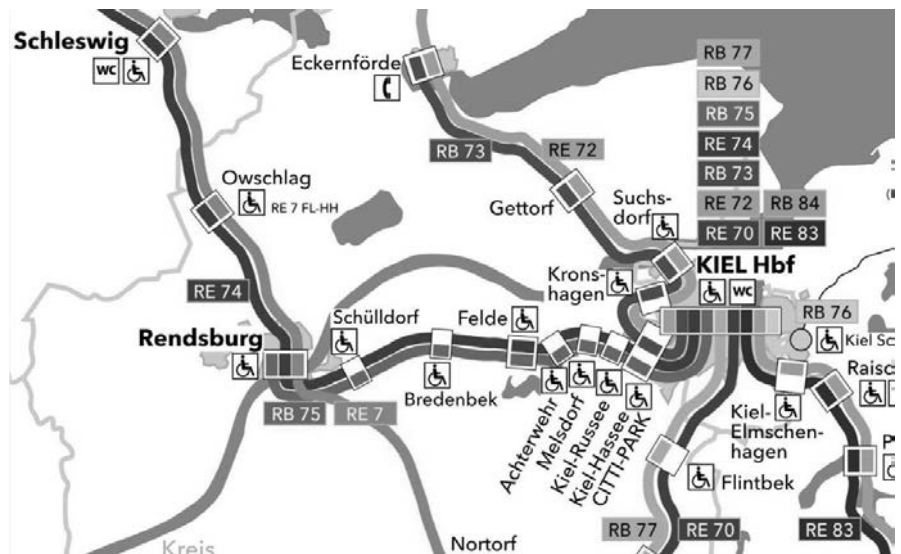 Schleswig
WC
Eckernförde
RB 77
RB 76
RB 75
RE 74
RB 73
RE 72
RB 84
RE 70
RE 83
RB 73
RE 72
Owschlag
RE 7 FL-HH
Gettorf
Suchs-
dorf
KIEL Hbf
WC
Krons-
hagen
RE 74
Rendsburg
Schülldorf
Felde
RB 76
Kiel Sc
Raisc
Bredenbek
RB 75
RE 7
Achterwehr
Melsdorf
Kiel-Russee
Kiel-Hassee
CITTI-PARK
Kiel-
Elmschen-
hagen
Flintbek
P
RB 77
RE 70
RE 83
Nortorf
Kreis